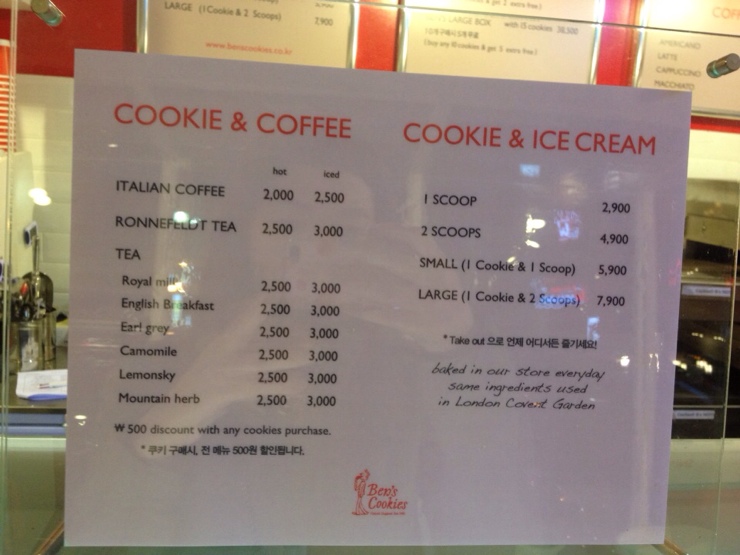 LARGE (1 Cookie & 2 Scoops) 7,900
www.benscookies.co.kr
LARGE BOX with 15 cookies 38,500
AMERICANO
LATTE
CAPPUCCINO
MACCHIATO
COOKIE & COFFEE
hot iced
ITALIAN COFFEE 2,000 2,500
RONNEFELDT TEA 2,500 3,000
TEA
Royal milk 2,500 3,000
English Breakfast 2,500 3,000
Earl grey 2,500 3,000
Camomile 2,500 3,000
Lemonsky 2,500 3,000
Mountain herb 2,500 3,000
₩ 500 discount with any cookies purchase.
* 쿠키 구매시, 전 메뉴 500원 할인됩니다.
COOKIE & ICE CREAM
1 SCOOP 2,900
2 SCOOPS 4,900
SMALL (1 Cookie & 1 Scoop) 5,900
LARGE (1 Cookie & 2 Scoops) 7,900
* Take out 으로 언제 어디서든 즐기세요!
baked in our store everyday
same ingredients used
in London Covent Garden
Ben's
Cookies